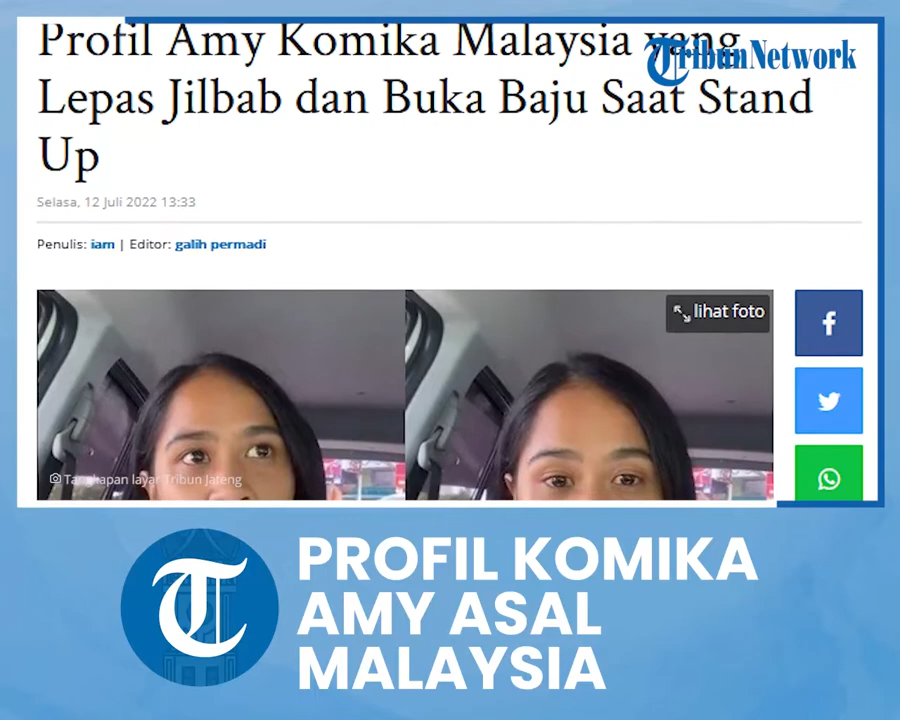 Profil Amy Komika Malaysia yang
TribunNetwork
Lepas Jilbab dan Buka Baju Saat Stand
Up
Selasa, 12 Juli 2022 13:33
Penulis: iam | Editor: galih permadi
lihat foto
Tangkapan layar Tribun Jateng
PROFIL KOMIKA
AMY ASAL
MALAYSIA